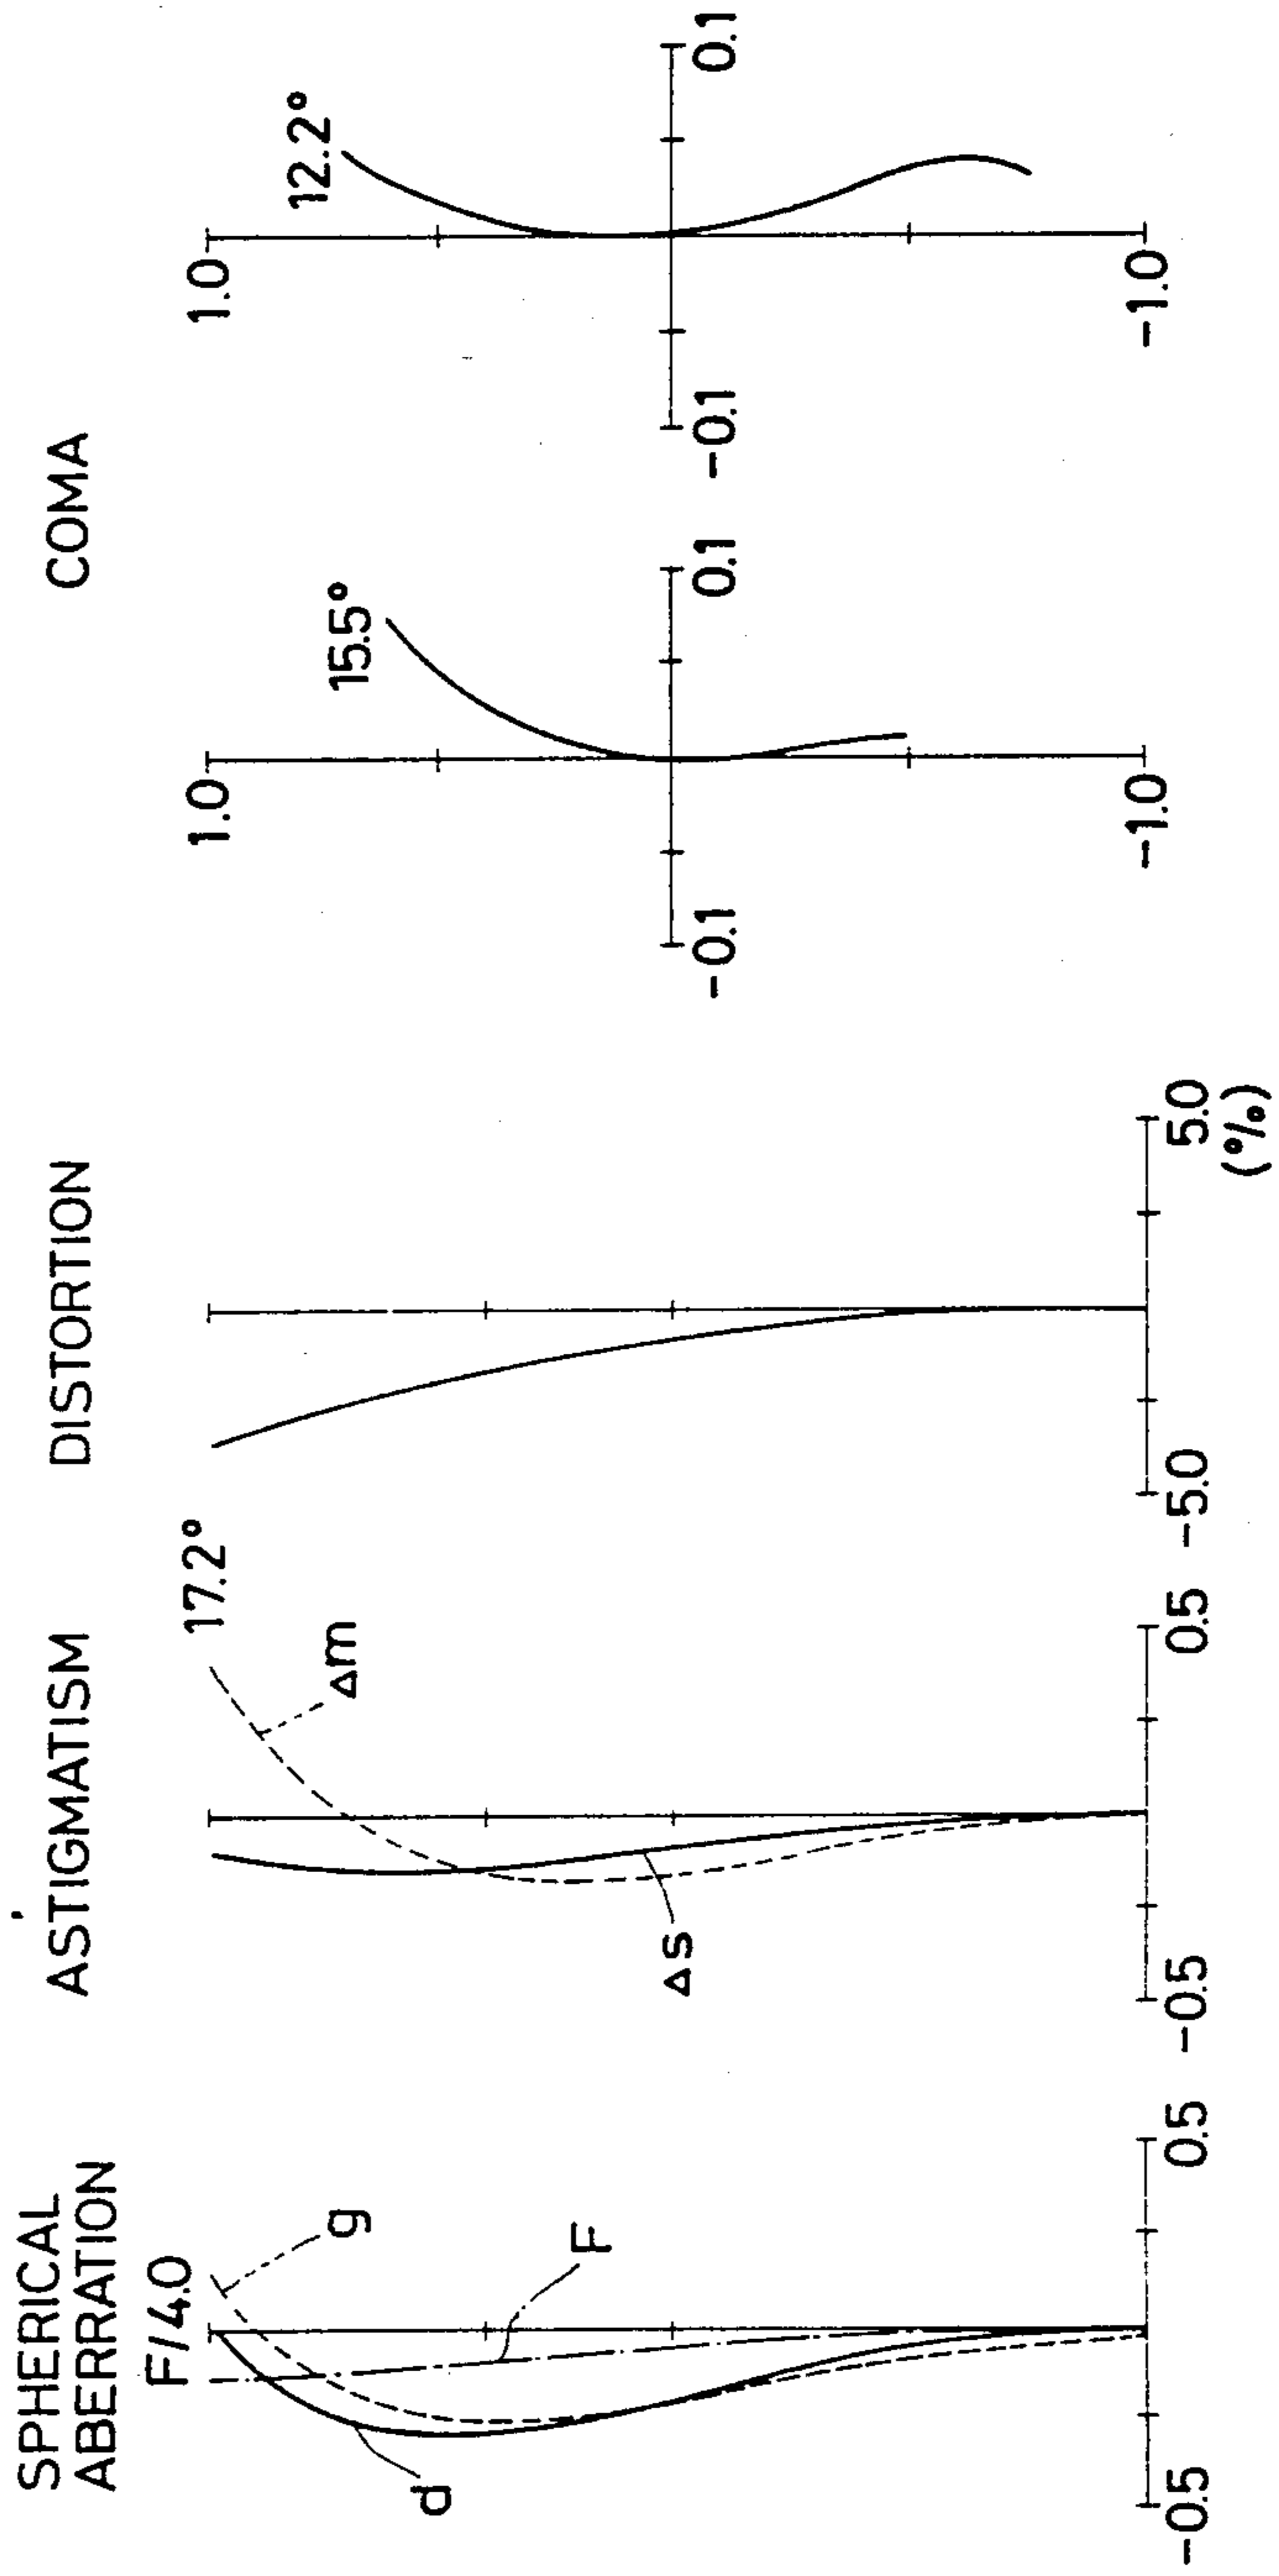 SPHERICAL
ABERRATION
F/4.0
g
F
d
-0.5
0.5
ASTIGMATISM
17.2°
Δm
Δs
-0.5
0.5
DISTORTION
-5.0
5.0
(%)
COMA
15.5°
1.0
-0.1
0.1
-1.0
12.2°
1.0
-0.1
0.1
-1.0